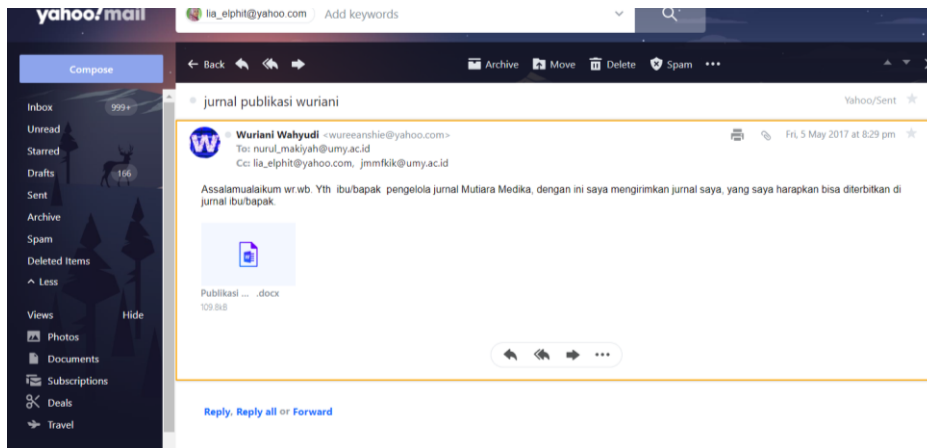 yahoo!mail
lia_elphit@yahoo.com Add keywords
Compose
Back Archive Move Delete Spam
Inbox 999+
Unread
Starred
Drafts 166
Sent
Archive
Spam
Deleted Items
Less
Views Hide
Photos
Documents
Subscriptions
Deals
Travel
jurnal publikasi wuriani Yahoo/Sent
Wuriani Wahyudi <wureeanshie@yahoo.com> Fri, 5 May 2017 at 8:29 pm
To: nurul_makiyah@umy.ac.id
Cc: lia_elphit@yahoo.com, jmmfkik@umy.ac.id
Assalamualaikum wr.wb. Yth ibu/bapak pengelola jurnal Mutiara Medika, dengan ini saya mengirimkan jurnal saya, yang saya harapkan bisa diterbitkan di
jurnal ibu/bapak.
Publikasi ... .docx
109.8kB
Reply, Reply all or Forward